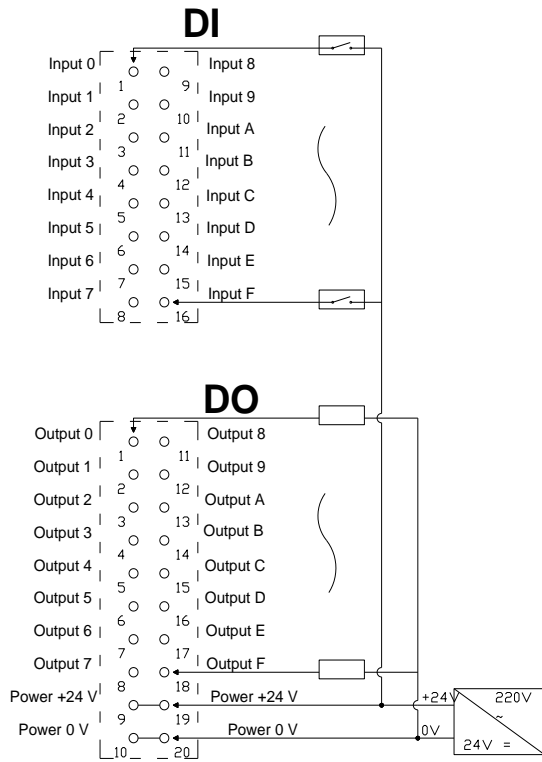 DI
Input 0 Input 8
1 9
Input 1 Input 9
2 10
Input 2 Input A
3 11
Input 3 Input B
4 12
Input 4 Input C
5 13
Input 5 Input D
6 14
Input 6 Input E
7 15
Input 7 Input F
8 16
DO
Output 0 Output 8
1 11
Output 1 Output 9
2 12
Output 2 Output A
3 13
Output 3 Output B
4 14
Output 4 Output C
5 15
Output 5 Output D
6 16
Output 6 Output E
7 17
Output 7 Output F
8 18
Power +24 V Power +24 V +24V 220V
9 19 ~
Power 0 V Power 0 V 0V
10 20 24V =